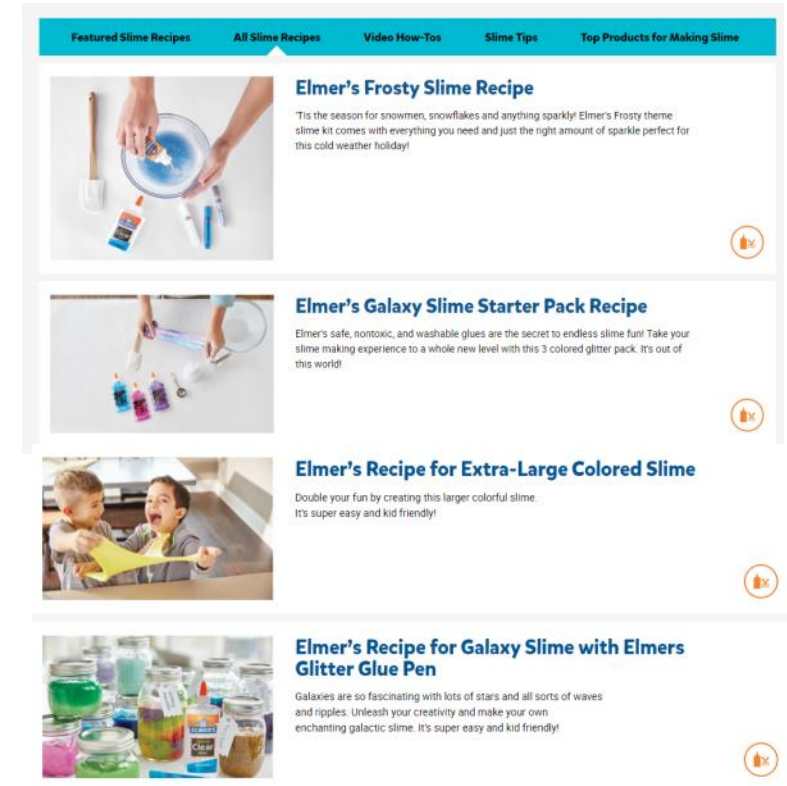 Featured Slime Recipes All Slime Recipes Video How-Tos Slime Tips Top Products for Making Slime
Elmer's Frosty Slime Recipe
'Tis the season for snowmen, snowflakes and anything sparkly! Elmer's Frosty theme
slime kit comes with everything you need and just the right amount of sparkle perfect for
this cold weather holiday!
Elmer's Galaxy Slime Starter Pack Recipe
Elmer's safe, nontoxic, and washable glues are the secret to endless slime fun! Take your
slime making experience to a whole new level with this 3 colored glitter pack. It's out of
this world!
Elmer's Recipe for Extra-Large Colored Slime
Double your fun by creating this larger colorful slime.
It's super easy and kid friendly!
Elmer's Recipe for Galaxy Slime with Elmers
Glitter Glue Pen
Galaxies are so fascinating with lots of stars and all sorts of waves
and ripples. Unleash your creativity and make your own
enchanting galactic slime. It's super easy and kid friendly!
ELMER'S
Clear